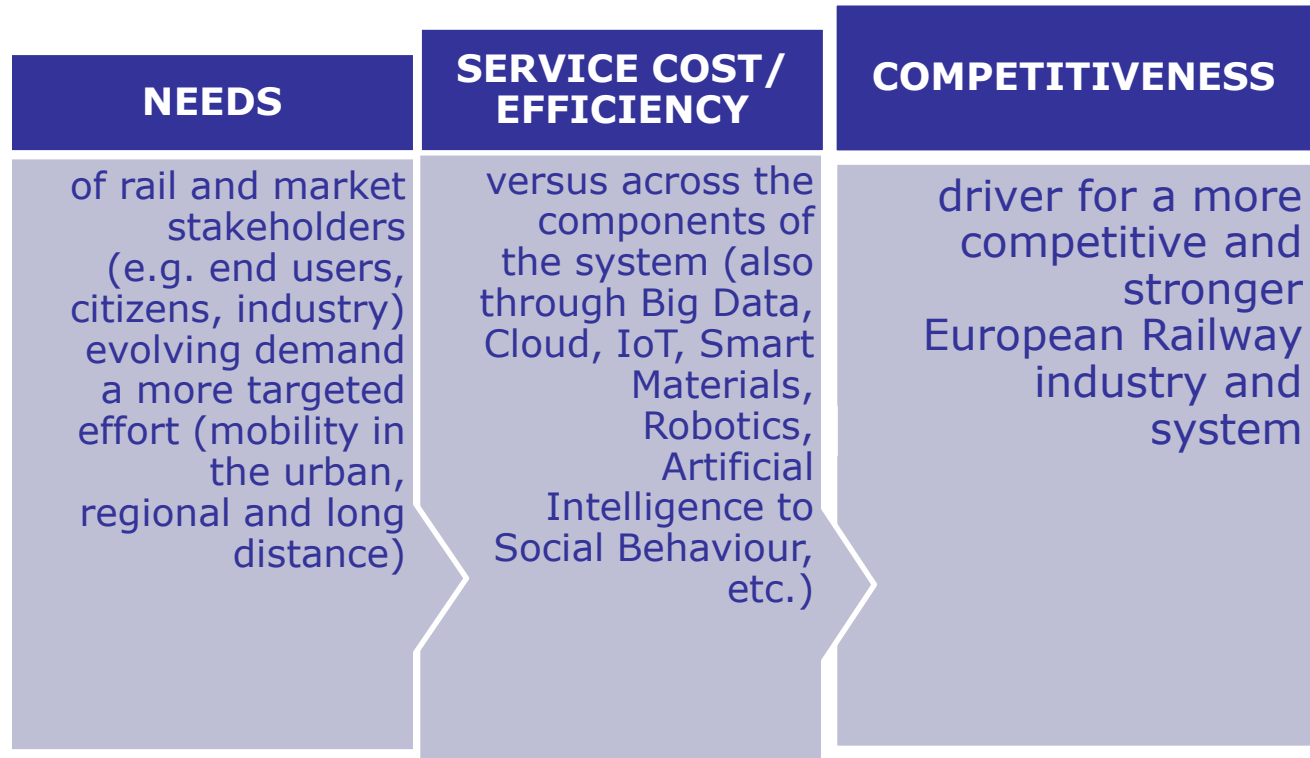 NEEDS
of rail and market
stakeholders
(e.g. end users,
citizens, industry)
evolving demand
a more targeted
effort (mobility in
the urban,
regional and long
distance)
SERVICE COST/
EFFICIENCY
versus across the
components of
the system (also
through Big Data,
Cloud, IoT, Smart
Materials,
Robotics,
Artificial
Intelligence to
Social Behaviour,
etc.)
COMPETITIVENESS
driver for a more
competitive and
stronger
European Railway
industry and
system